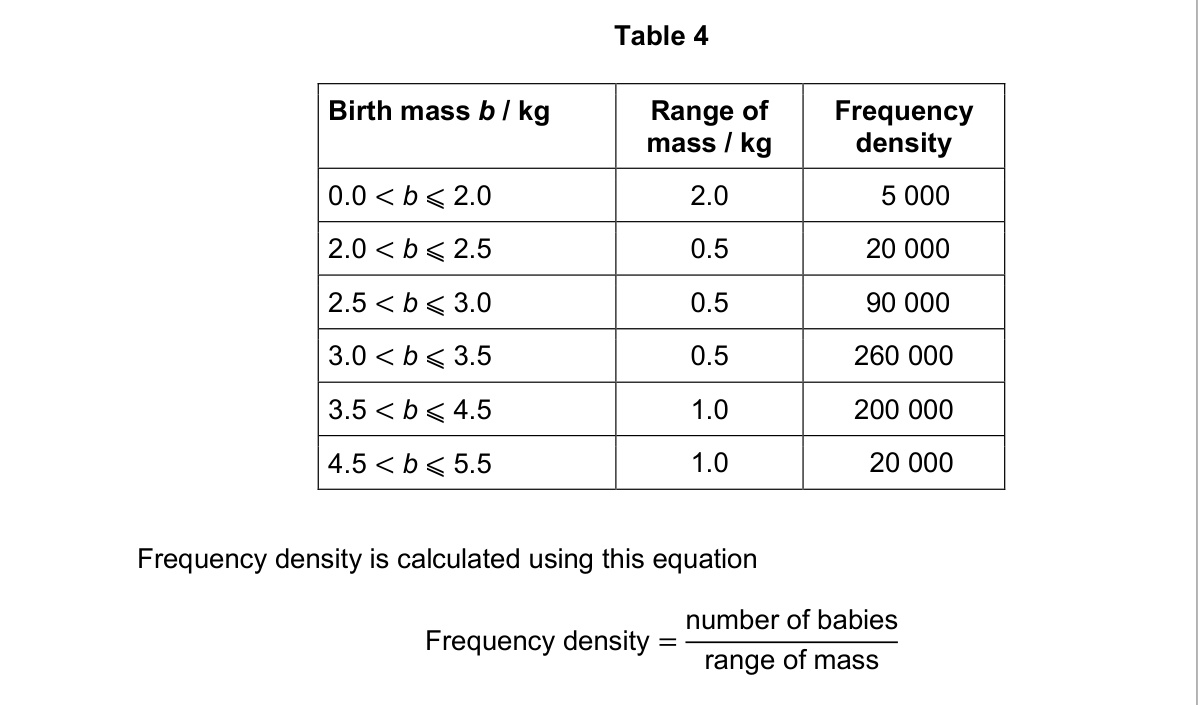 Table 4
Birth mass b / kg Range of mass / kg Frequency density
0.0 < b ⩽ 2.0 2.0 5 000
2.0 < b ⩽ 2.5 0.5 20 000
2.5 < b ⩽ 3.0 0.5 90 000
3.0 < b ⩽ 3.5 0.5 260 000
3.5 < b ⩽ 4.5 1.0 200 000
4.5 < b ⩽ 5.5 1.0 20 000
Frequency density is calculated using this equation
Frequency density = number of babies / range of mass